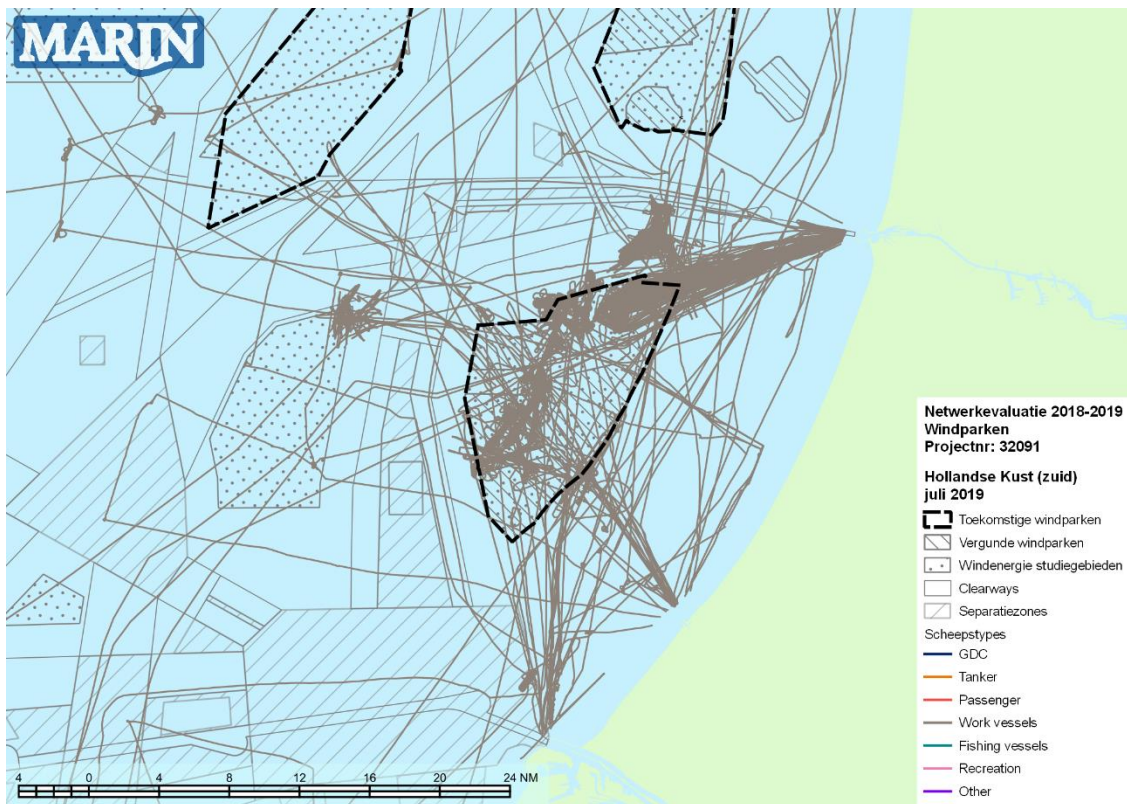 MARIN
Netwerkevaluatie 2018-2019
Windparken
Projectnr: 32091
Hollandse Kust (zuid)
juli 2019
Toekomstige windparken
Vergunde windparken
Windenergie studiegebieden
Clearways
Separatiezones
Scheepstypes
GDC
Tanker
Passenger
Work vessels
Fishing vessels
Recreation
Other
4 0 4 8 12 16 20 24 NM